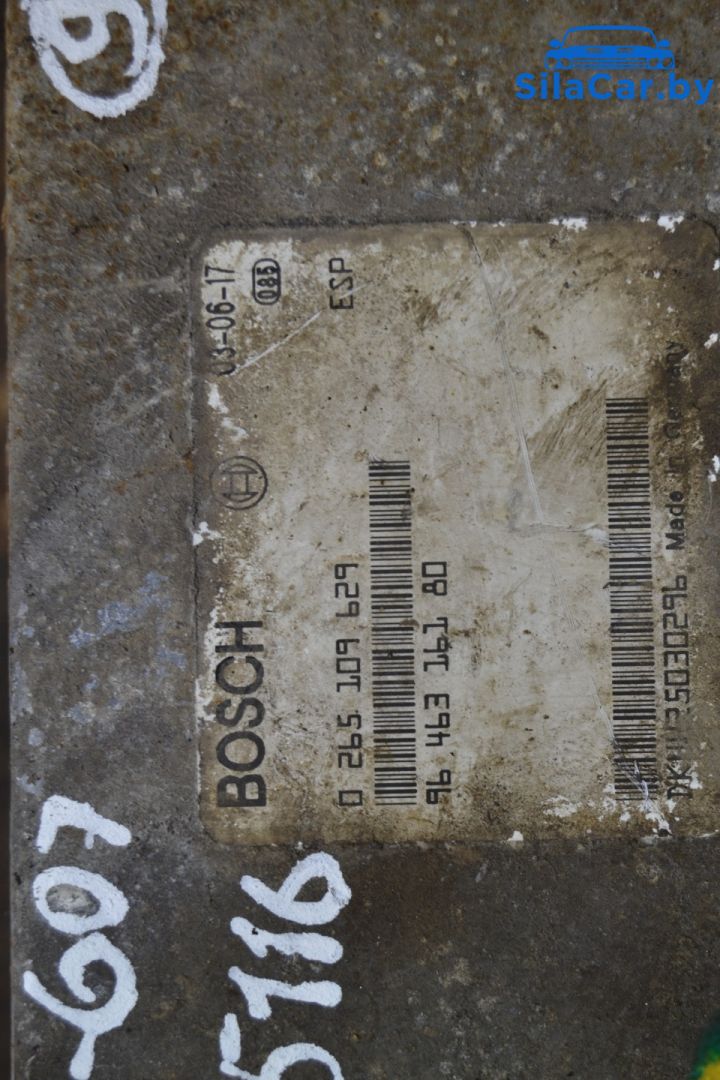 SilaCar.by
BOSCH 03-06-17
085
0 265 109 629 ESP
96 463 161 80
Made in Germany
607
5116